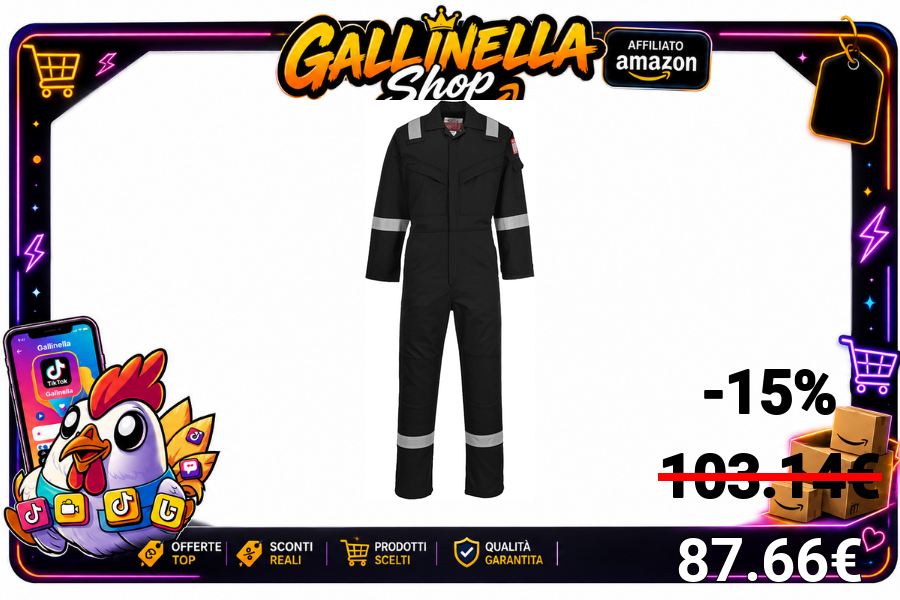 GALLINELLA
Shop
AFFILIATO
amazon
Gallinella
TikTok
Gallinella
-15%
103.14€
87.66€
OFFERTE
TOP
SCONTI
REALI
PRODOTTI
SCELTI
QUALITÀ
GARANTITA